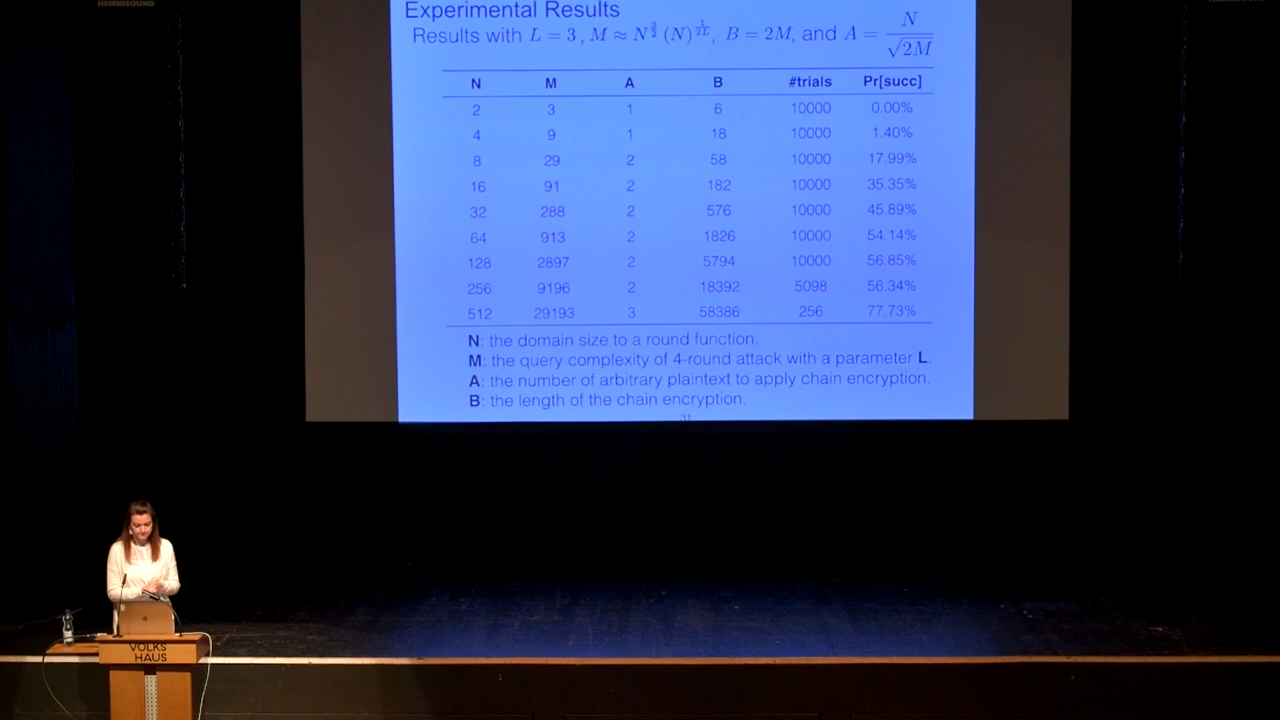 HEMMISOUND
Experimental Results
Results with L = 3 , M ≈ N^{3/2} (N)^{1/2L}, B = 2M, and A = N/√2M
N M A B #trials Pr[succ]
2 3 1 6 10000 0.00%
4 9 1 18 10000 1.40%
8 29 2 58 10000 17.99%
16 91 2 182 10000 35.35%
32 288 2 576 10000 45.89%
64 913 2 1826 10000 54.14%
128 2897 2 5794 10000 56.85%
256 9196 2 18392 5098 56.34%
512 29193 3 58386 256 77.73%
N: the domain size to a round function.
M: the query complexity of 4-round attack with a parameter L.
A: the number of arbitrary plaintext to apply chain encryption.
B: the length of the chain encryption.
31
VOLKS
HAUS